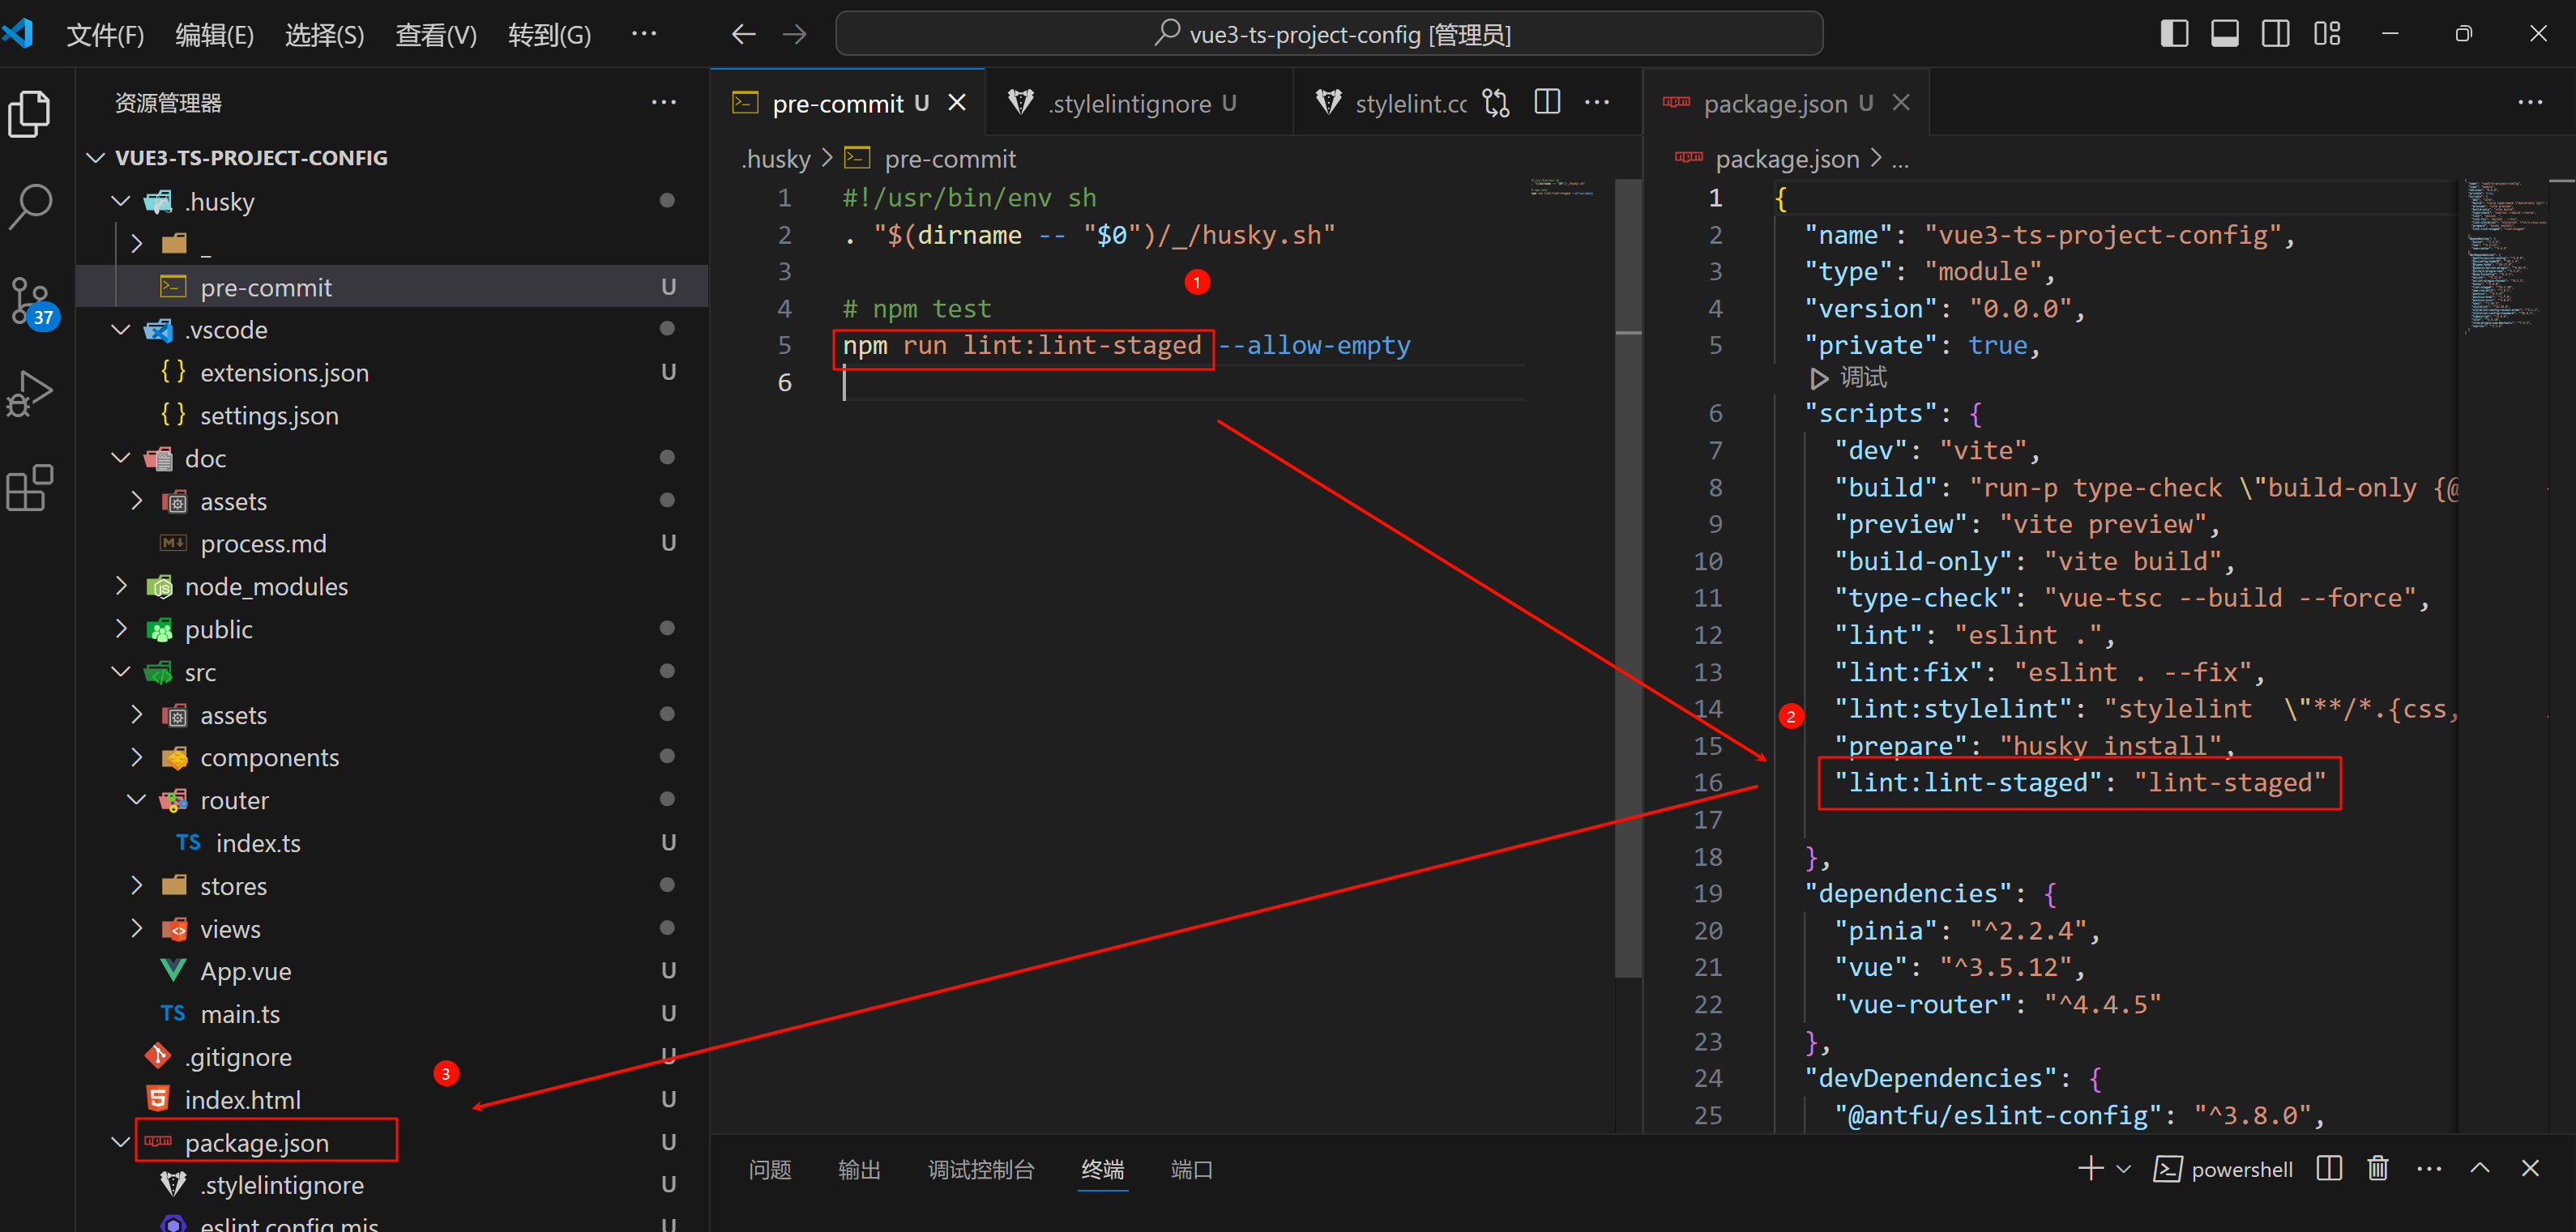 文件(F) 编辑(E) 选择(S) 查看(V) 转到(G) ··· vue3-ts-project-config [管理员]
资源管理器
VUE3-TS-PROJECT-CONFIG
.husky
_
pre-commit U
.vscode
extensions.json U
settings.json
doc
assets
process.md U
node_modules
public
src
assets
components
router
TS index.ts U
stores
views
App.vue U
TS main.ts U
.gitignore U
index.html U
package.json U
.stylelintignore U
eslint.config.mjs U
37
pre-commit U
.stylelintignore U
stylelint.cc
.husky > pre-commit
1 #!/usr/bin/env sh
2 . "$(dirname -- "$0")/_/husky.sh"
3
4 # npm test
5 npm run lint:lint-staged --allow-empty
6
1
2
3
package.json U
package.json > ...
1 {
2 "name": "vue3-ts-project-config",
3 "type": "module",
4 "version": "0.0.0",
5 "private": true,
调试
6 "scripts": {
7 "dev": "vite",
8 "build": "run-p type-check \"build-only {@
9 "preview": "vite preview",
10 "build-only": "vite build",
11 "type-check": "vue-tsc --build --force",
12 "lint": "eslint .",
13 "lint:fix": "eslint . --fix",
14 "lint:stylelint": "stylelint  \"**/*.{css,
15 "prepare": "husky install",
16 "lint:lint-staged": "lint-staged"
17
18 },
19 "dependencies": {
20 "pinia": "^2.2.4",
21 "vue": "^3.5.12",
22 "vue-router": "^4.4.5"
23 },
24 "devDependencies": {
25 "@antfu/eslint-config": "^3.8.0",
问题 输出 调试控制台 终端 端口 powershell